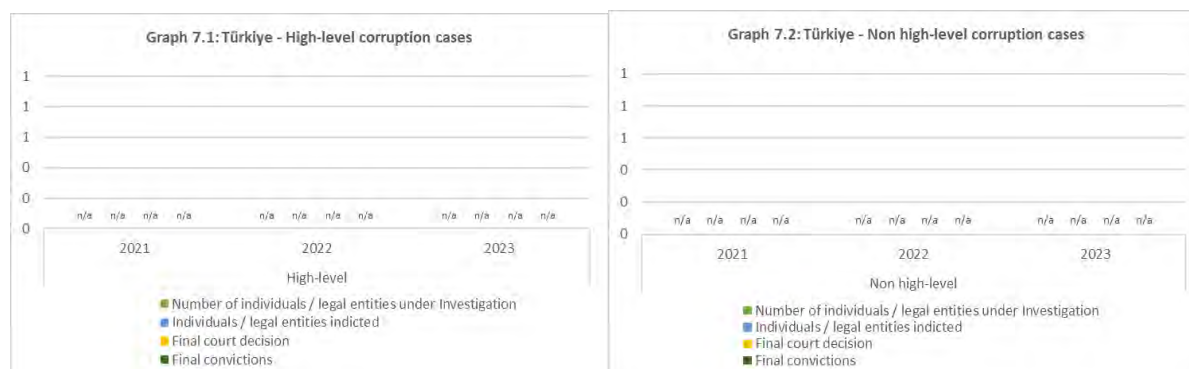 Graph 7.1: Türkiye - High-level corruption cases
1
1
1
0
0
0
n/a n/a n/a n/a n/a n/a n/a n/a n/a n/a n/a n/a
2021 2022 2023
High-level
Number of individuals / legal entities under Investigation
Individuals / legal entities indicted
Final court decision
Final convictions
Graph 7.2: Türkiye - Non high-level corruption cases
1
1
1
0
0
0
n/a n/a n/a n/a n/a n/a n/a n/a n/a n/a n/a n/a
2021 2022 2023
Non high-level
Number of individuals / legal entities under Investigation
Individuals / legal entities indicted
Final court decision
Final convictions